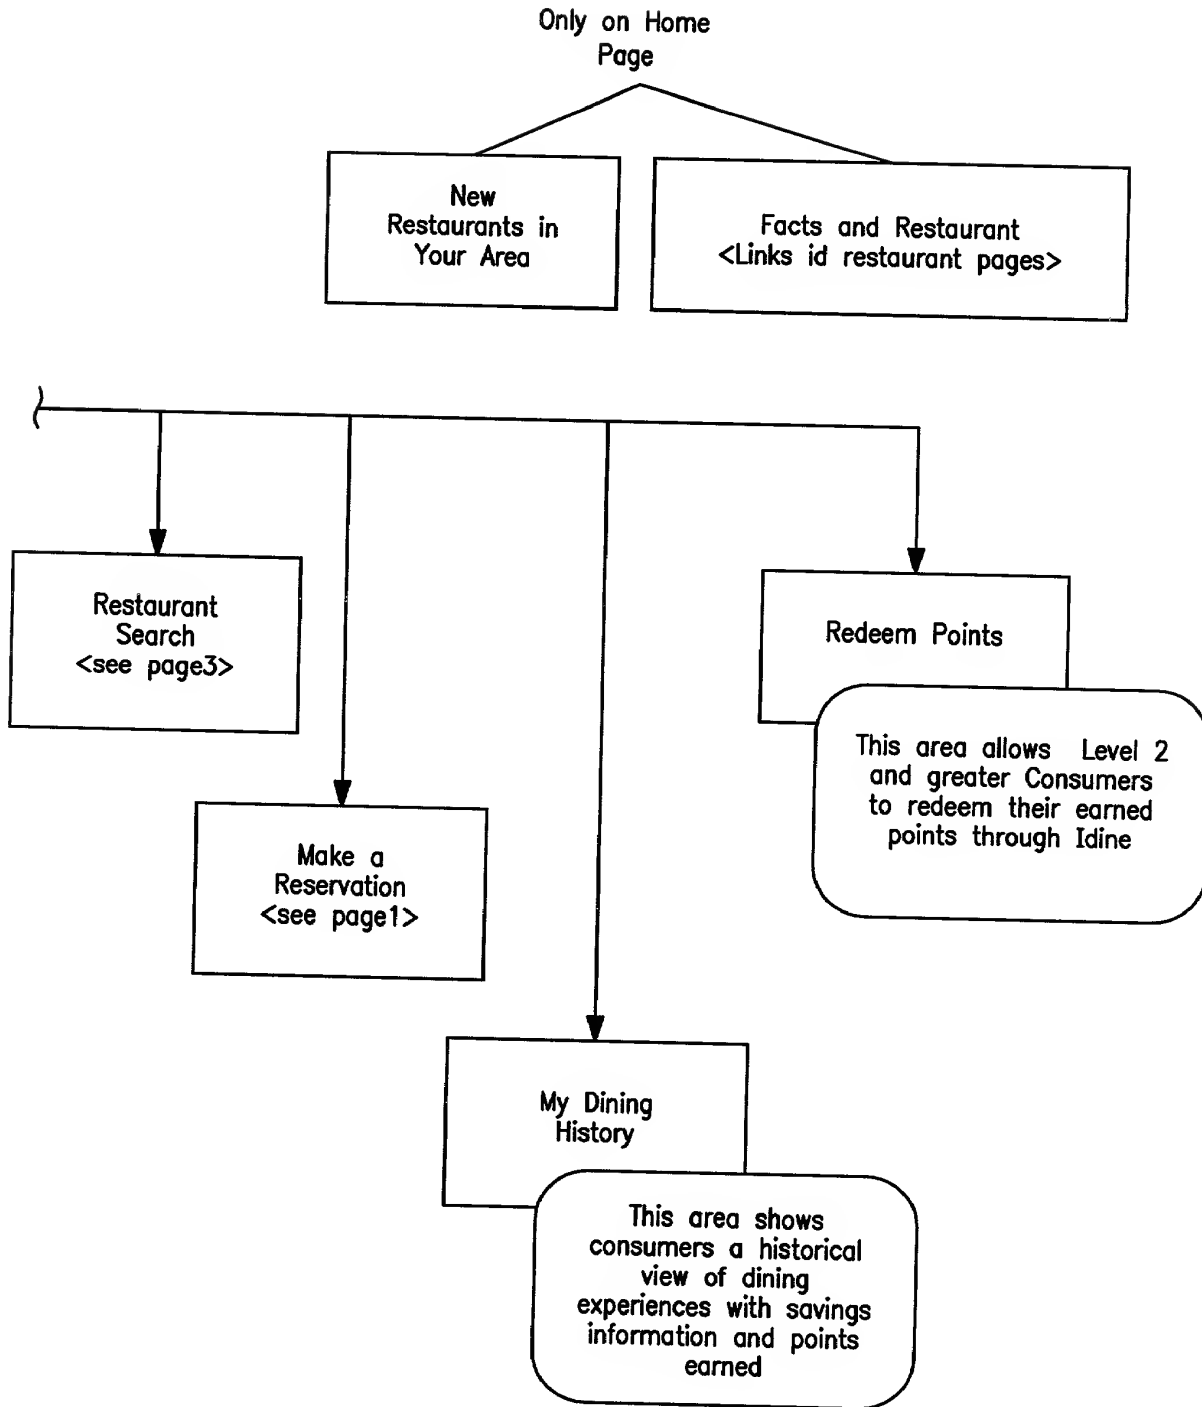 Only on Home
Page
New
Restaurants in
Your Area
Facts and Restaurant
<Links id restaurant pages>
Restaurant
Search
<see page3>
Redeem Points
This area allows Level 2
and greater Consumers
to redeem their earned
points through Idine
Make a
Reservation
<see page1>
My Dining
History
This area shows
consumers a historical
view of dining
experiences with savings
information and points
earned